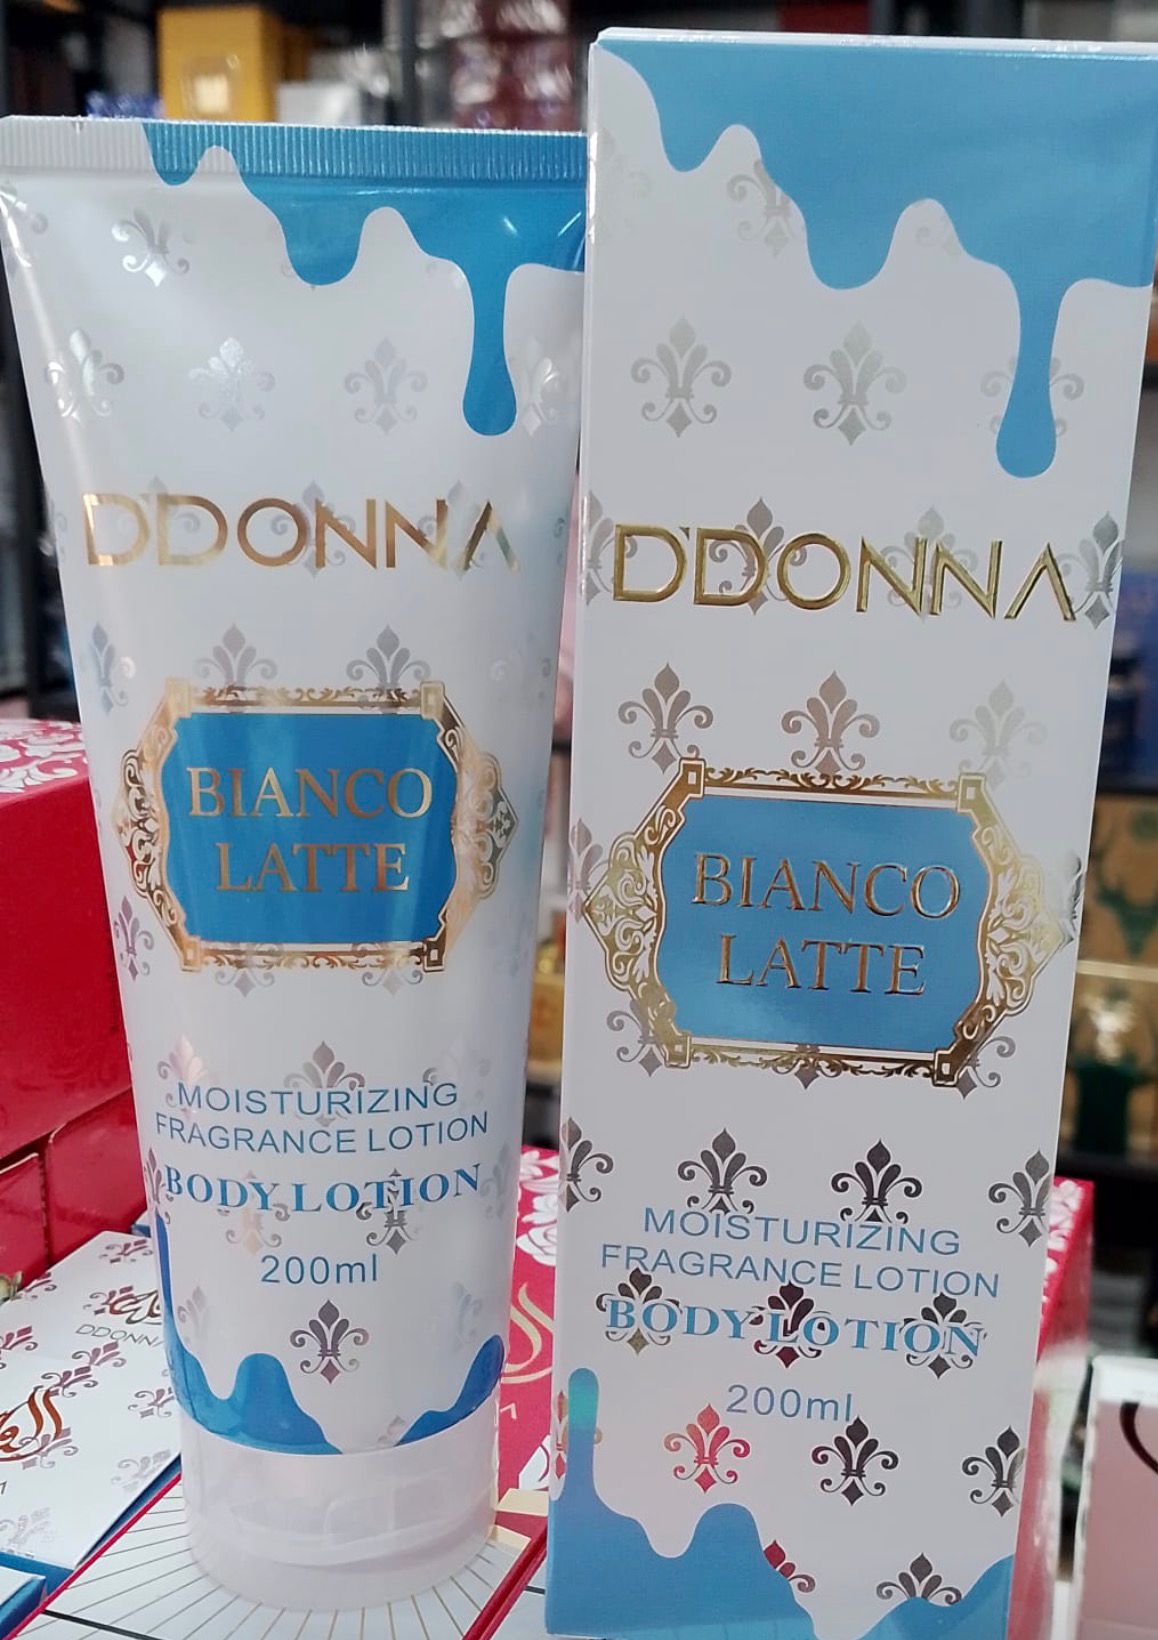 D'DONNA
BIANCO
LATTE
MOISTURIZING
FRAGRANCE LOTION
BODY LOTION
200ml
D'DONNA
BIANCO
LATTE
MOISTURIZING
FRAGRANCE LOTION
BODY LOTION
200ml
DDONNA